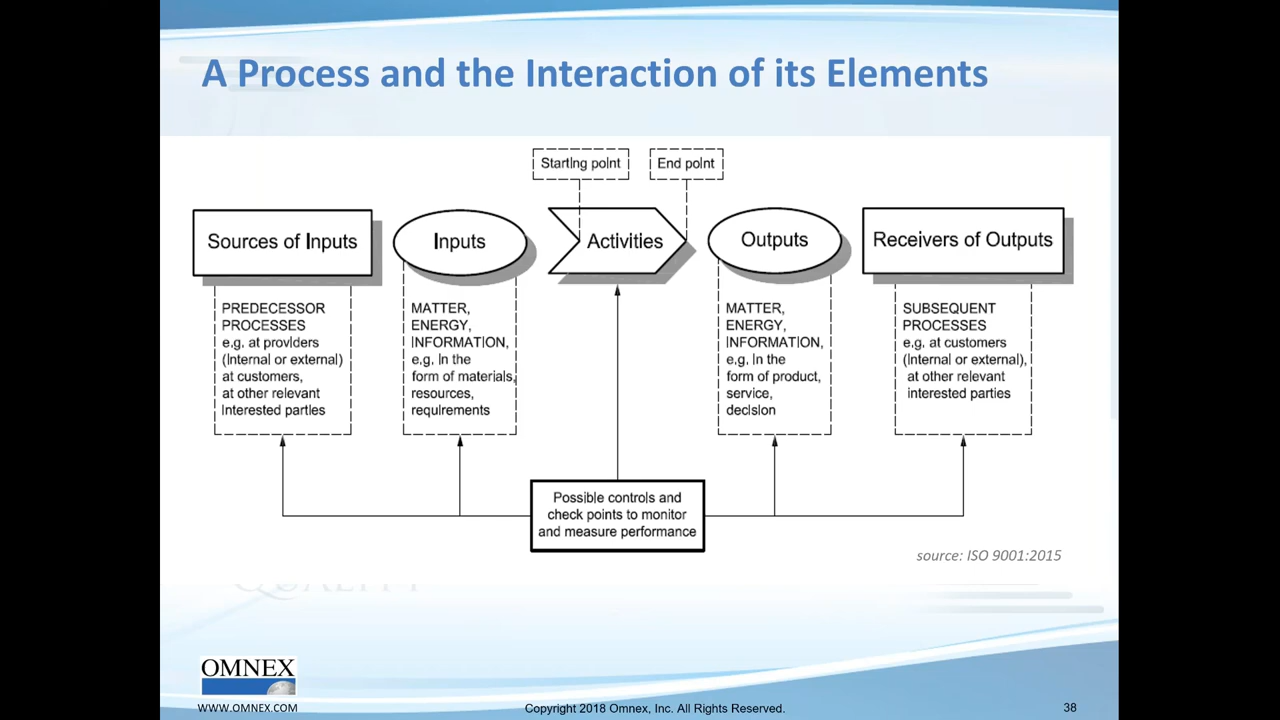 A Process and the Interaction of its Elements
Starting point
End point
Sources of Inputs
Inputs
Activities
Outputs
Receivers of Outputs
PREDECESSOR
PROCESSES
e.g. at providers
(internal or external)
at customers,
at other relevant
interested parties
MATTER,
ENERGY,
INFORMATION,
e.g. in the
form of materials,
resources,
requirements
MATTER,
ENERGY,
INFORMATION,
e.g. in the
form of product,
service,
decision
SUBSEQUENT
PROCESSES
e.g. at customers
(internal or external),
at other relevant
interested parties
Possible controls and
check points to monitor
and measure performance
source: ISO 9001:2015
QUALITY
OMNEX
WWW.OMNEX.COM
Copyright 2018 Omnex, Inc. All Rights Reserved.
38